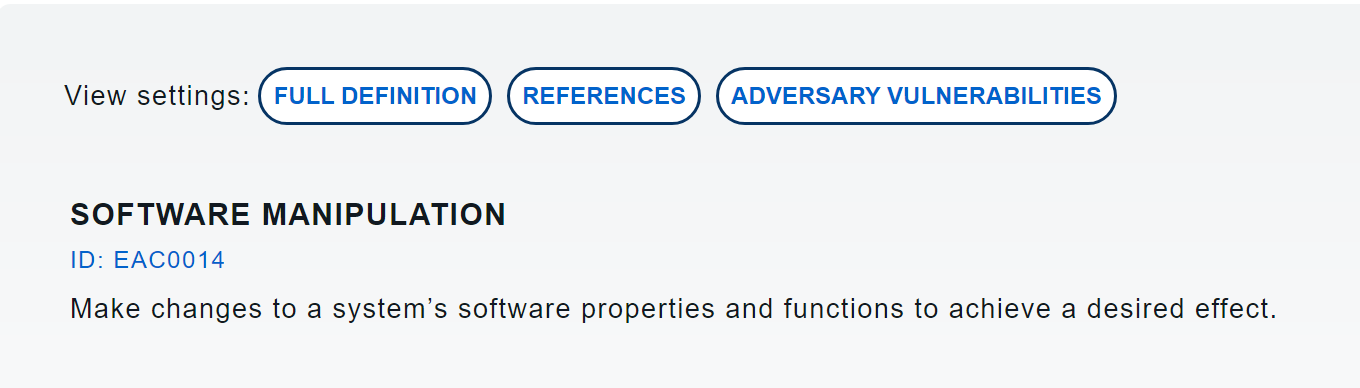 View settings: FULL DEFINITION REFERENCES ADVERSARY VULNERABILITIES
SOFTWARE MANIPULATION
ID: EAC0014
Make changes to a system’s software properties and functions to achieve a desired effect.